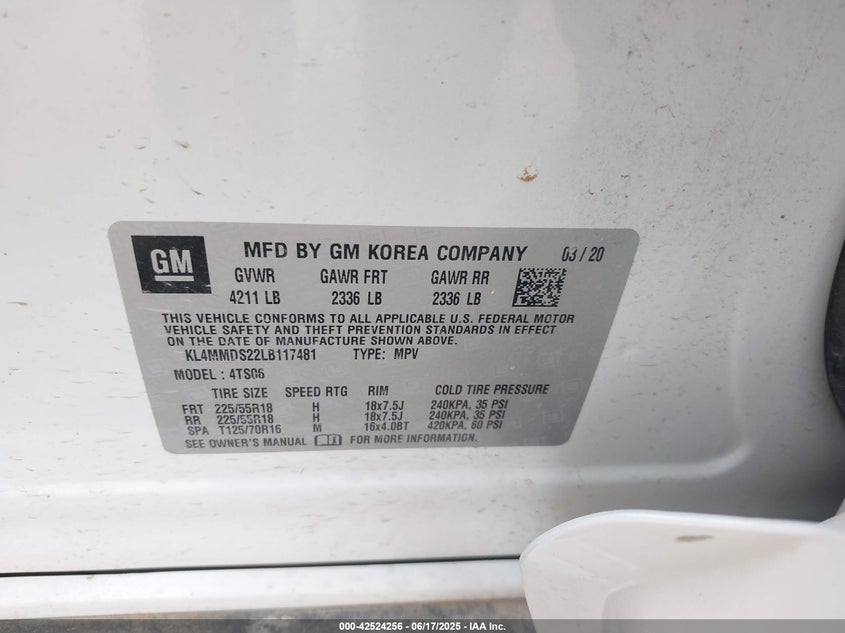 GM MFD BY GM KOREA COMPANY 03/20
GVWR GAWR FRT GAWR RR
4211 LB 2336 LB 2336 LB
THIS VEHICLE CONFORMS TO ALL APPLICABLE U.S. FEDERAL MOTOR
VEHICLE SAFETY AND THEFT PREVENTION STANDARDS IN EFFECT
ON THE DATE OF MANUFACTURE SHOWN ABOVE.
KL4MMDS22LB117481 TYPE: MPV
MODEL : 4TS06
TIRE SIZE SPEED RTG RIM COLD TIRE PRESSURE
FRT 225/55R18 H 18x7.5J 240KPA, 35 PSI
RR 225/55R18 H 18x7.5J 240KPA, 35 PSI
SPA T125/70R16 M 16x4.0BT 420KPA, 60 PSI
SEE OWNER'S MANUAL FOR MORE INFORMATION.
000-42524256 - 06/17/2025 - IAA Inc.